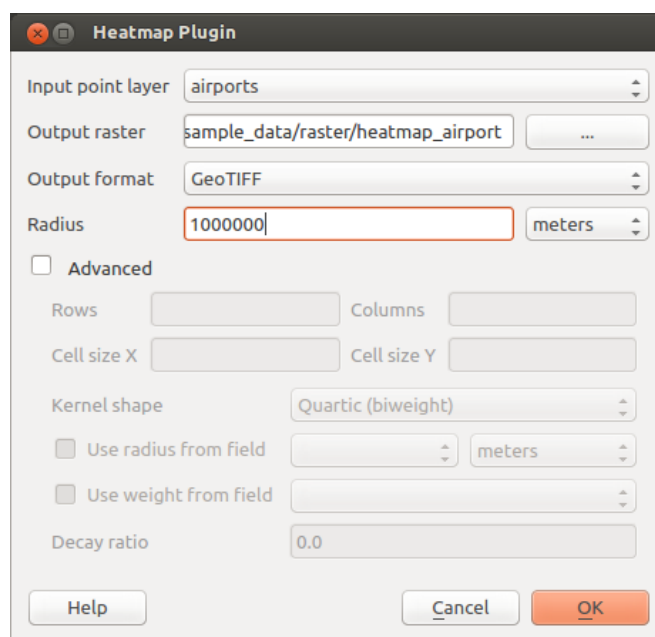 Heatmap Plugin
Input point layer airports
Output raster sample_data/raster/heatmap_airport ...
Output format GeoTIFF
Radius 1000000 meters
Advanced
Rows Columns
Cell size X Cell size Y
Kernel shape Quartic (biweight)
Use radius from field meters
Use weight from field
Decay ratio 0.0
Help Cancel OK